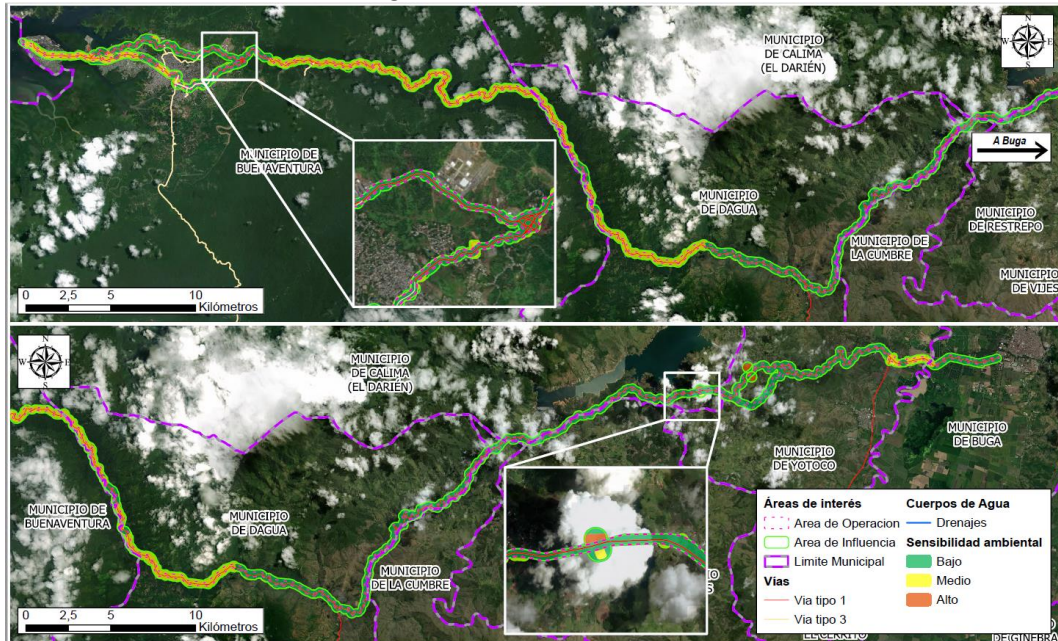 MUNICIPIO
DE CALIMA
(EL DARIÉN)
N
W E
S
A Buga
MUNICIPIO DE
BUENAVENTURA
MUNICIPIO
DE DAGUA
MUNICIPIO
DE RESTREPO
MUNICIPIO DE
LA CUMBRE
MUNICIPIO
DE VIJES
0 2,5 5 10
Kilómetros
N
W E
S
MUNICIPIO
DE CALIMA
(EL DARIÉN)
MUNICIPIO
DE BUGA
MUNICIPIO
DE YOTOCO
MUNICIPIO DE
BUENAVENTURA
MUNICIPIO
DE DAGUA
MUNICIPIO
DE LA CUMBRE
0 2,5 5 10
Kilómetros
Áreas de interés
Area de Operacion
Area de Influencia
Limite Municipal
Vías
Via tipo 1
Via tipo 3
Cuerpos de Agua
Drenajes
Sensibilidad ambiental
Bajo
Medio
Alto